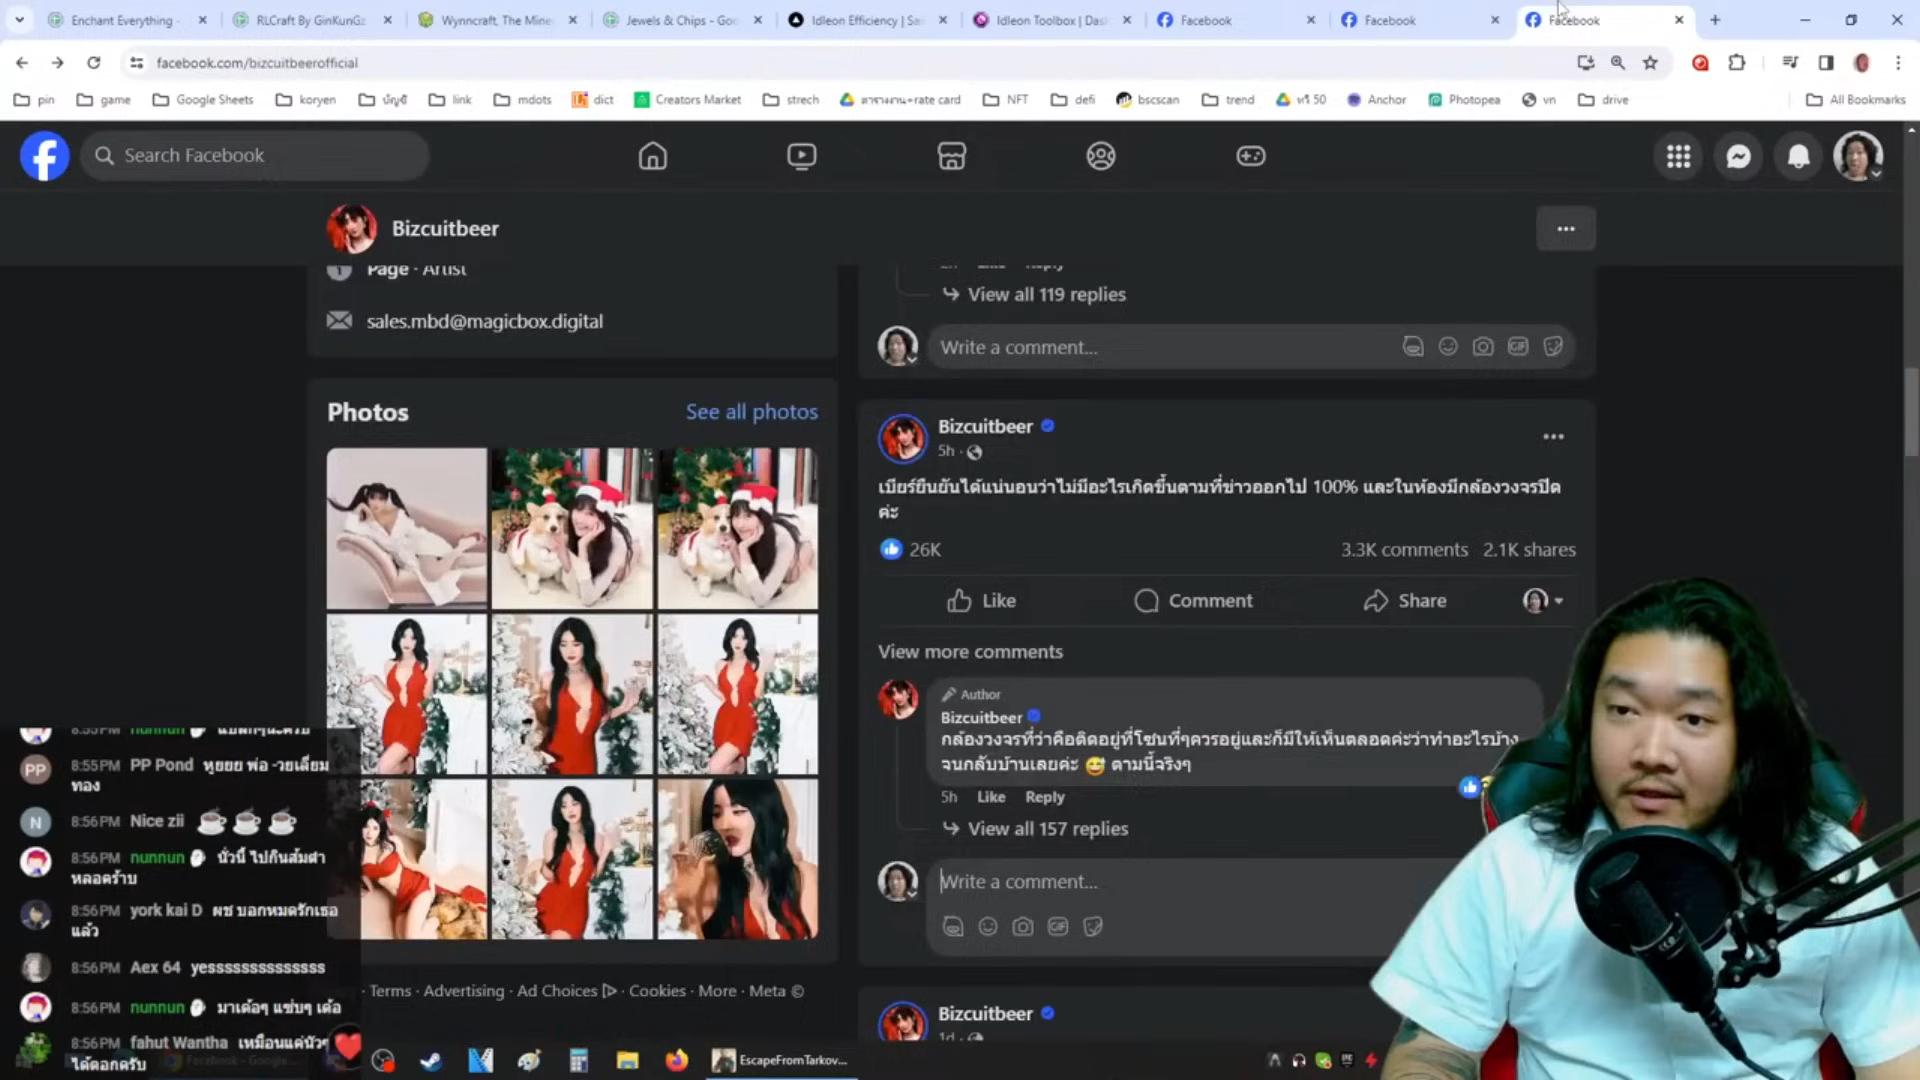 Enchant Everything -
RLCraft By GinKunGz
Wynncraft, The Mine
Jewels & Chips - Goo
Idleon Efficiency | Sail
Idleon Toolbox | Das
Facebook
Facebook
Facebook
facebook.com/bizcuitbeerofficial
pin
game
Google Sheets
koryen
บัญชี
link
mdots
dict
Creators Market
strech
ตารางงาน+rate card
NFT
defi
bscscan
trend
ทริ 50
Anchor
Photopea
vn
drive
All Bookmarks
Search Facebook
Bizcuitbeer
Page · Artist
sales.mbd@magicbox.digital
Photos
See all photos
Reply
View all 119 replies
Write a comment...
Bizcuitbeer
5h ·
เบียร์ยืนยันได้แน่นอนว่าไม่มีอะไรเกิดขึ้นตามที่ข่าวออกไป 100% และในห้องมีกล้องวงจรปิด
ค่ะ
26K
3.3K comments 2.1K shares
Like
Comment
Share
View more comments
Author
Bizcuitbeer
กล้องวงจรที่ว่าคือติดอยู่ที่โซนที่ๆควรอยู่และก็มีให้เห็นตลอดค่ะว่าทำอะไรบ้าง
จนกลับบ้านเลยค่ะ 😅 ตามนี้จริงๆ
5h Like Reply
View all 157 replies
Write a comment...
Bizcuitbeer
1d ·
Terms · Advertising · Ad Choices · Cookies · More · Meta ©
8:55PM nunnun
8:55PM PP Pond หูยยย พ่อ -วยเลี่ยม
ทอง
8:56PM Nice zii ☕☕☕
8:56PM nunnun นั่วนี้ ไปกินส้มตำ
หลอดร้าบ
8:56PM york kai D ผช บอกหมดรักเธอ
แล้ว
8:56PM Aex 64 yesssssssssssssss
8:56PM nunnun มาเด้อๆ แซ่บๆ เด้อ
8:56PM fahut Wantha เหมือนแค่นัวๆ
ได้ตอกครับ
Facebook - Google...
EscapeFromTarkov...